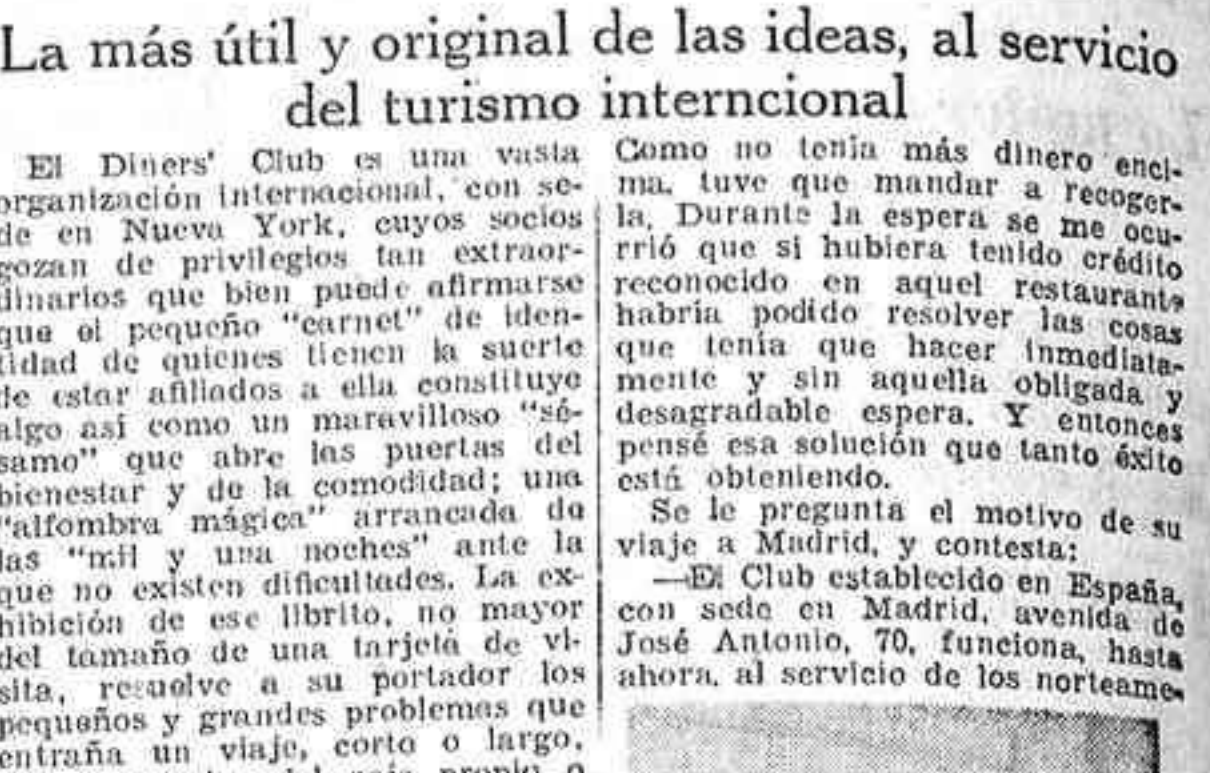 La más útil y original de las ideas, al servicio
del turismo interncional
El Diners' Club es una vasta
organización internacional, con se-
de en Nueva York, cuyos socios
gozan de privilegios tan extraor-
dinarios que bien puede afirmarse
que el pequeño "carnet" de iden-
tidad de quienes tienen la suerte
de estar afiliados a ella constituye
algo así como un maravilloso "sé-
samo" que abre las puertas del
bienestar y de la comodidad; una
"alfombra mágica" arrancada de
las "mil y una noches" ante la
que no existen dificultades. La ex-
hibición de ese librito, no mayor
del tamaño de una tarjeta de vi-
sita, resuelve a su portador los
pequeños y grandes problemas que
entraña un viaje, corto o largo,
del país propio o
Como no tenía más dinero enci-
ma, tuve que mandar a recoger-
la. Durante la espera se me ocu-
rrió que si hubiera tenido crédito
reconocido en aquel restaurante
habría podido resolver las cosas
que tenía que hacer inmediata-
mente y sin aquella obligada y
desagradable espera. Y entonces
pensé esa solución que tanto éxito
está obteniendo.
Se le pregunta el motivo de su
viaje a Madrid, y contesta:
—El Club establecido en España,
con sede en Madrid, avenida de
José Antonio, 70, funciona, hasta
ahora, al servicio de los norteame-